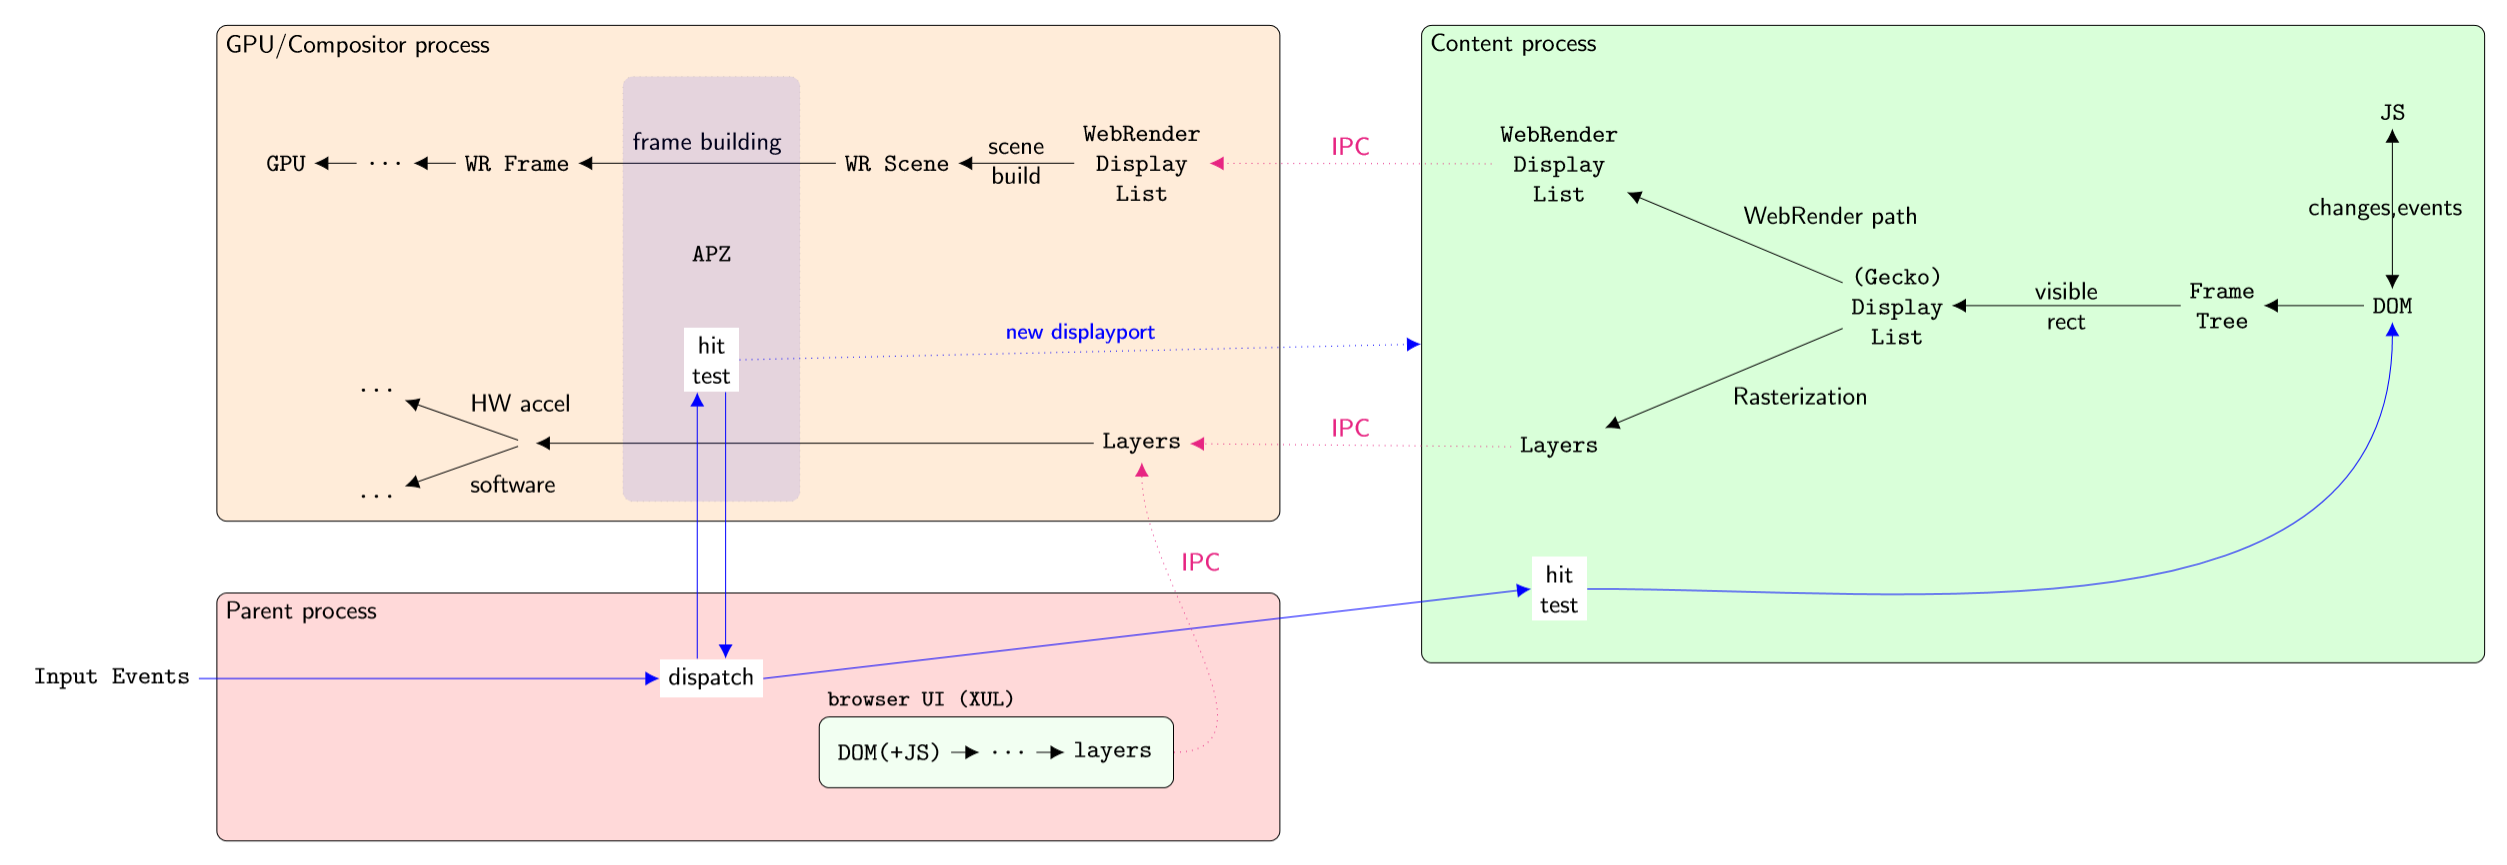 GPU/Compositor process
frame building
GPU
...
WR Frame
WR Scene
scene
build
WebRender
Display
List
APZ
hit
test
new displayport
...
HW accel
software
...
Layers
IPC
IPC
IPC
Content process
WebRender
Display
List
WebRender path
(Gecko)
Display
List
visible
rect
Frame
Tree
JS
changes,events
DOM
Rasterization
Layers
hit
test
Parent process
Input Events
dispatch
browser UI (XUL)
DOM(+JS)
...
layers